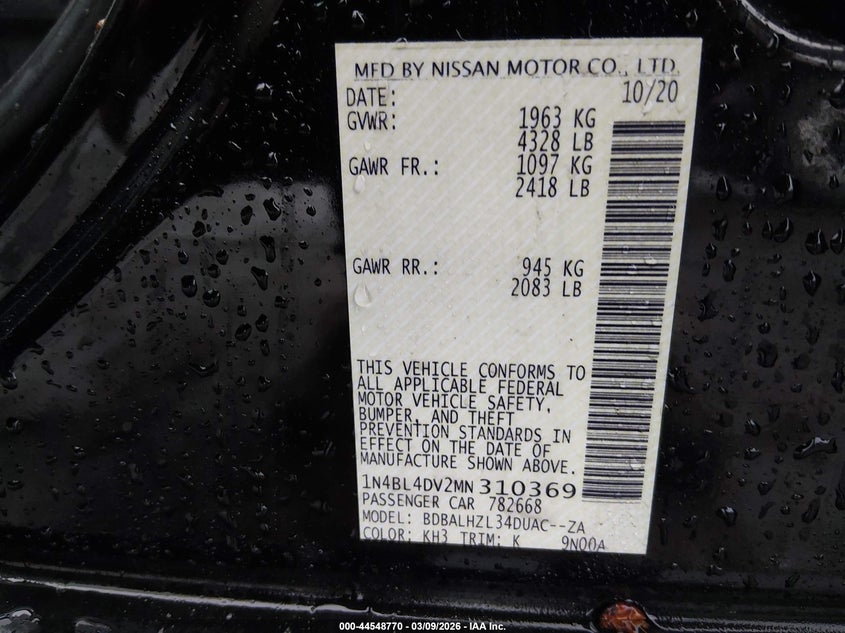 MFD BY NISSAN MOTOR CO., LTD.
DATE: 10/20
GVWR: 1963 KG
4328 LB
GAWR FR.: 1097 KG
2418 LB
GAWR RR.: 945 KG
2083 LB
THIS VEHICLE CONFORMS TO
ALL APPLICABLE FEDERAL
MOTOR VEHICLE SAFETY,
BUMPER, AND THEFT
PREVENTION STANDARDS IN
EFFECT ON THE DATE OF
MANUFACTURE SHOWN ABOVE.
1N4BL4DV2MN310369
PASSENGER CAR 782668
MODEL: BDBALHZL34DUAC--ZA
COLOR: KH3 TRIM: K 9N00A
000-44548770 - 03/09/2026 - IAA Inc.